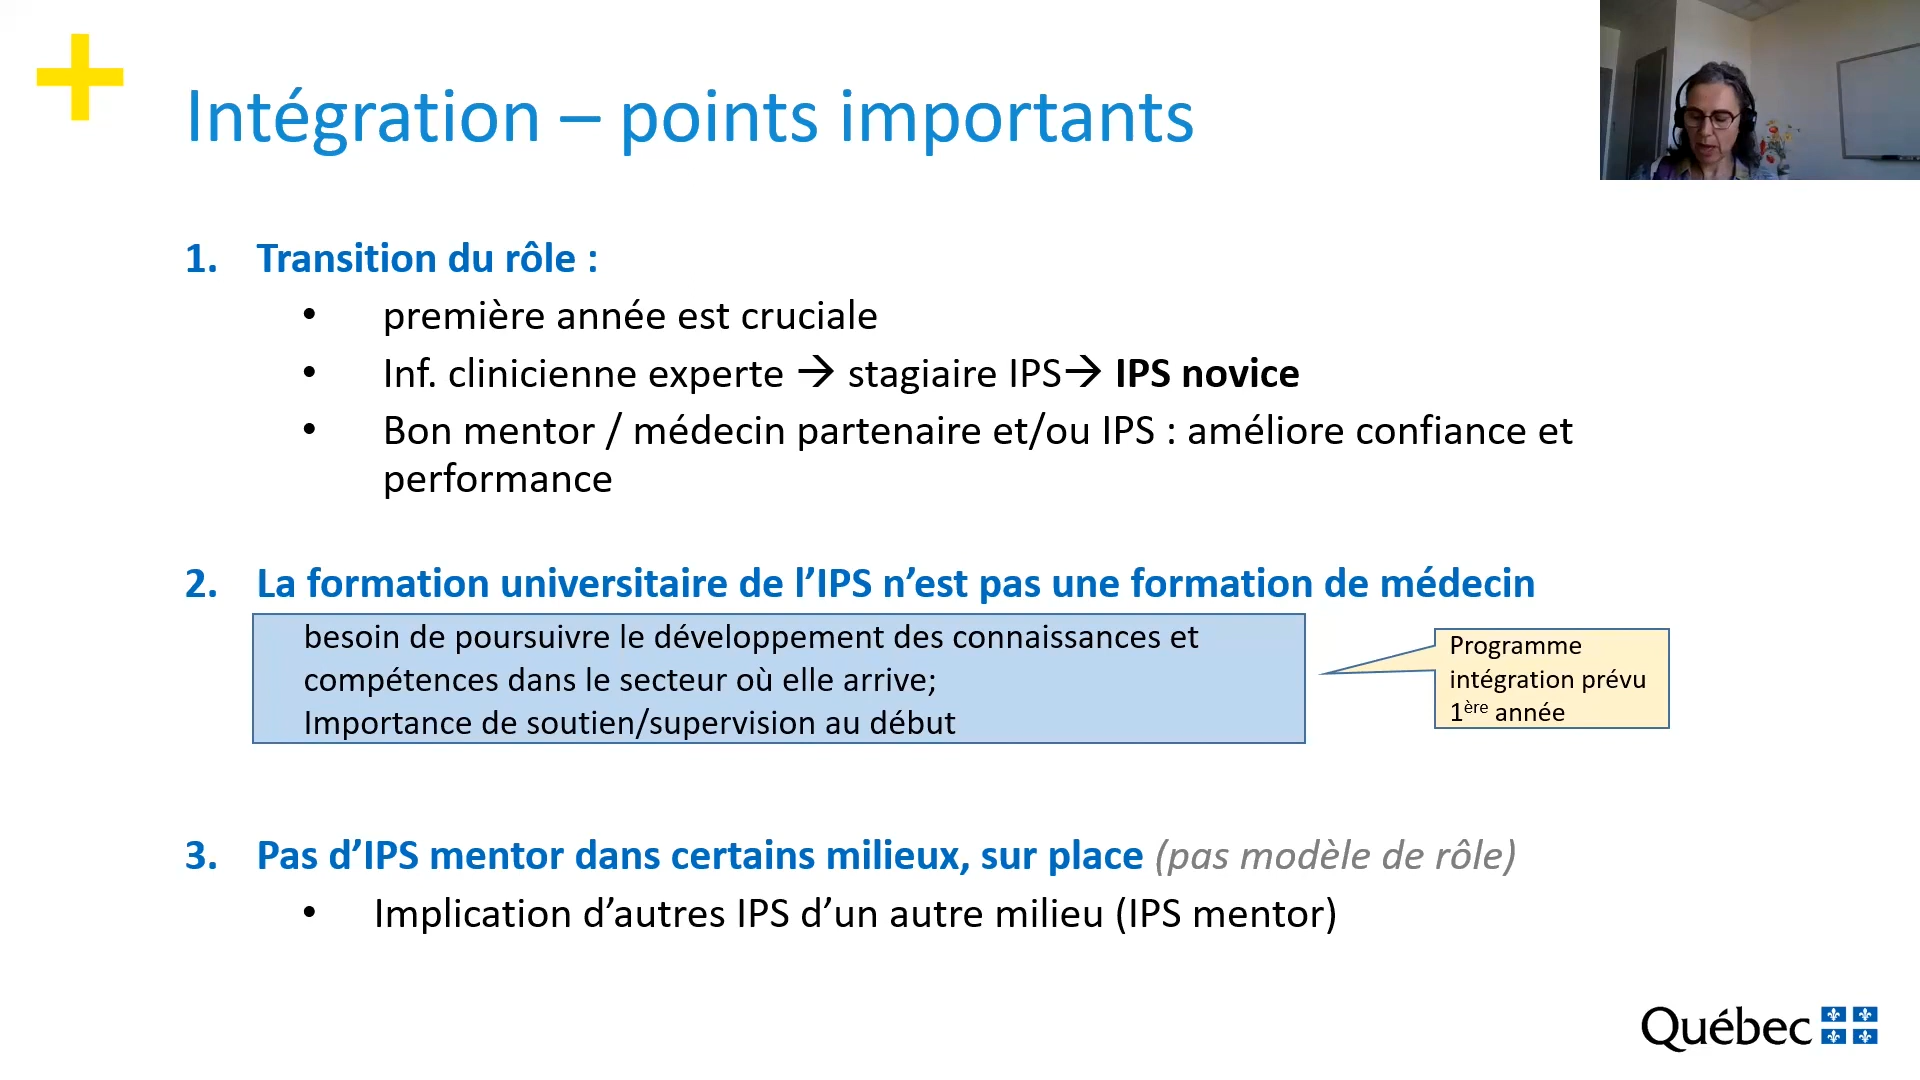 Intégration – points importants
1. Transition du rôle :
• première année est cruciale
• Inf. clinicienne experte → stagiaire IPS→ IPS novice
• Bon mentor / médecin partenaire et/ou IPS : améliore confiance et
performance
2. La formation universitaire de l’IPS n’est pas une formation de médecin
besoin de poursuivre le développement des connaissances et
compétences dans le secteur où elle arrive;
Importance de soutien/supervision au début
Programme
intégration prévu
1ère année
3. Pas d’IPS mentor dans certains milieux, sur place (pas modèle de rôle)
• Implication d’autres IPS d’un autre milieu (IPS mentor)
Québec